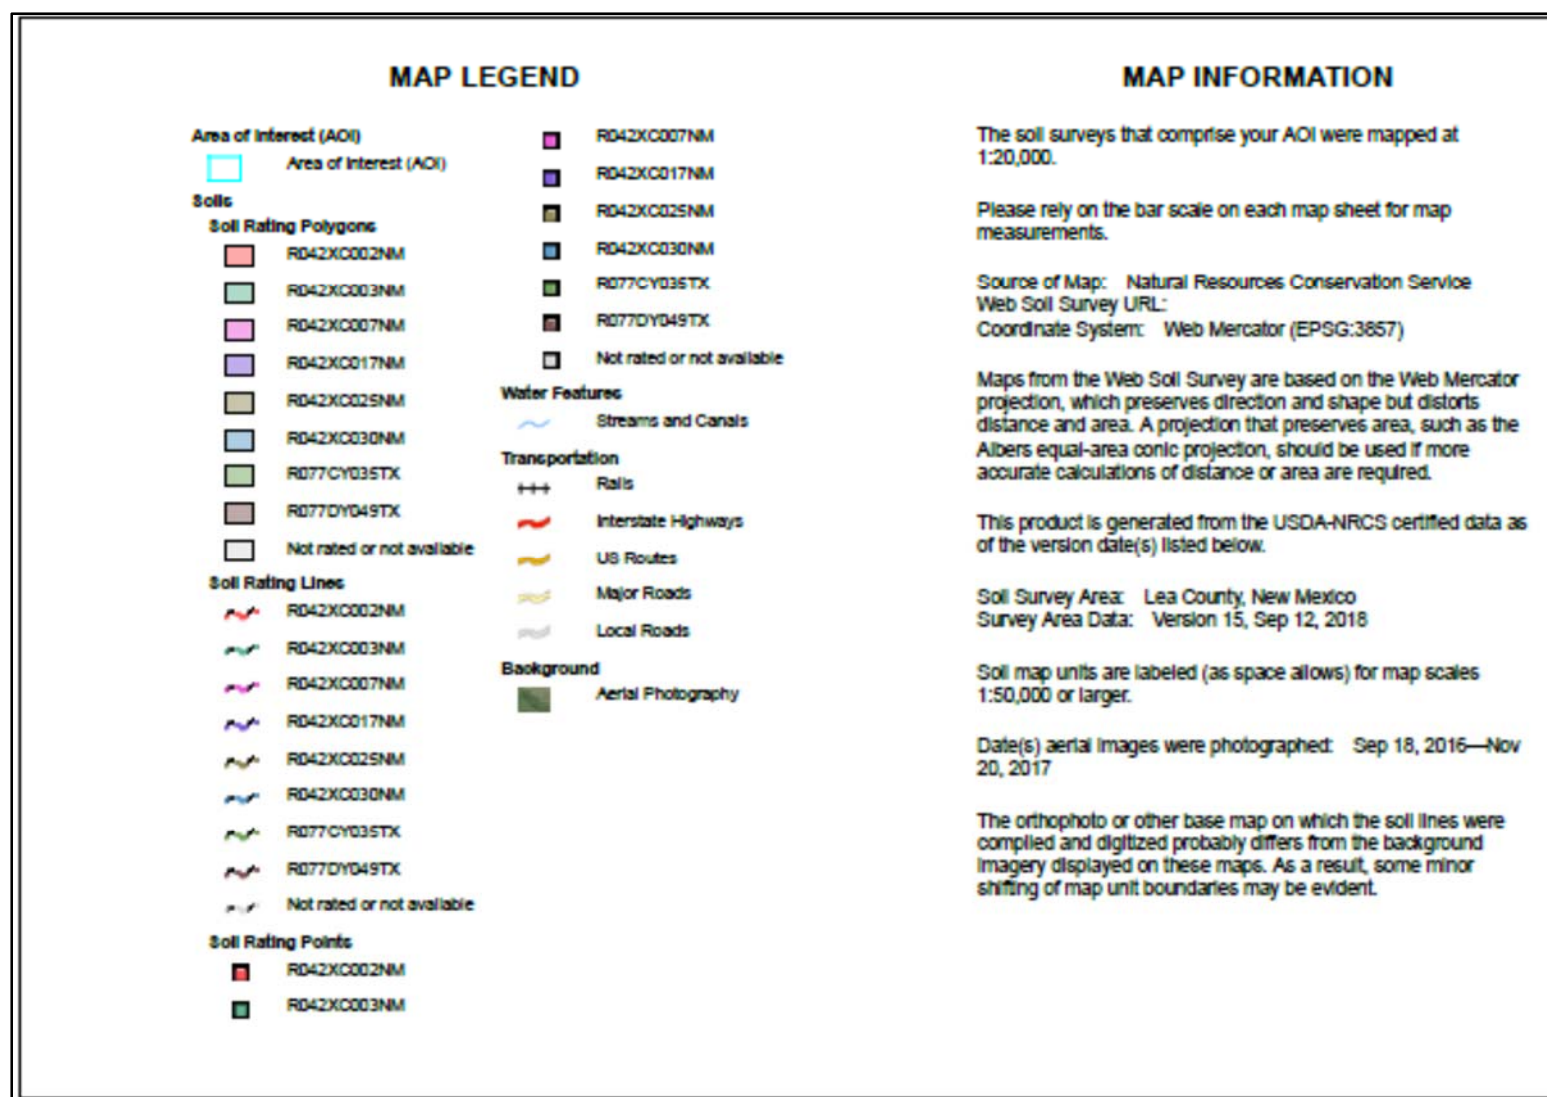 MAP LEGEND
Area of Interest (AOI)
Area of Interest (AOI)
Soils
Soil Rating Polygons
R042XC002NM
R042XC003NM
R042XC007NM
R042XC017NM
R042XC025NM
R042XC030NM
R077CY035TX
R077DY049TX
Not rated or not available
Soil Rating Lines
R042XC002NM
R042XC003NM
R042XC007NM
R042XC017NM
R042XC025NM
R042XC030NM
R077CY035TX
R077DY049TX
Not rated or not available
Soil Rating Points
R042XC002NM
R042XC003NM
R042XC007NM
R042XC017NM
R042XC025NM
R042XC030NM
R077CY035TX
R077DY049TX
Not rated or not available
Water Features
Streams and Canals
Transportation
Rails
Interstate Highways
US Routes
Major Roads
Local Roads
Background
Aerial Photography
MAP INFORMATION
The soil surveys that comprise your AOI were mapped at
1:20,000.
Please rely on the bar scale on each map sheet for map
measurements.
Source of Map: Natural Resources Conservation Service
Web Soil Survey URL:
Coordinate System: Web Mercator (EPSG:3857)
Maps from the Web Soil Survey are based on the Web Mercator
projection, which preserves direction and shape but distorts
distance and area. A projection that preserves area, such as the
Albers equal-area conic projection, should be used if more
accurate calculations of distance or area are required.
This product is generated from the USDA-NRCS certified data as
of the version date(s) listed below.
Soil Survey Area: Lea County, New Mexico
Survey Area Data: Version 15, Sep 12, 2018
Soil map units are labeled (as space allows) for map scales
1:50,000 or larger.
Date(s) aerial images were photographed: Sep 18, 2016—Nov
20, 2017
The orthophoto or other base map on which the soil lines were
compiled and digitized probably differs from the background
imagery displayed on these maps. As a result, some minor
shifting of map unit boundaries may be evident.